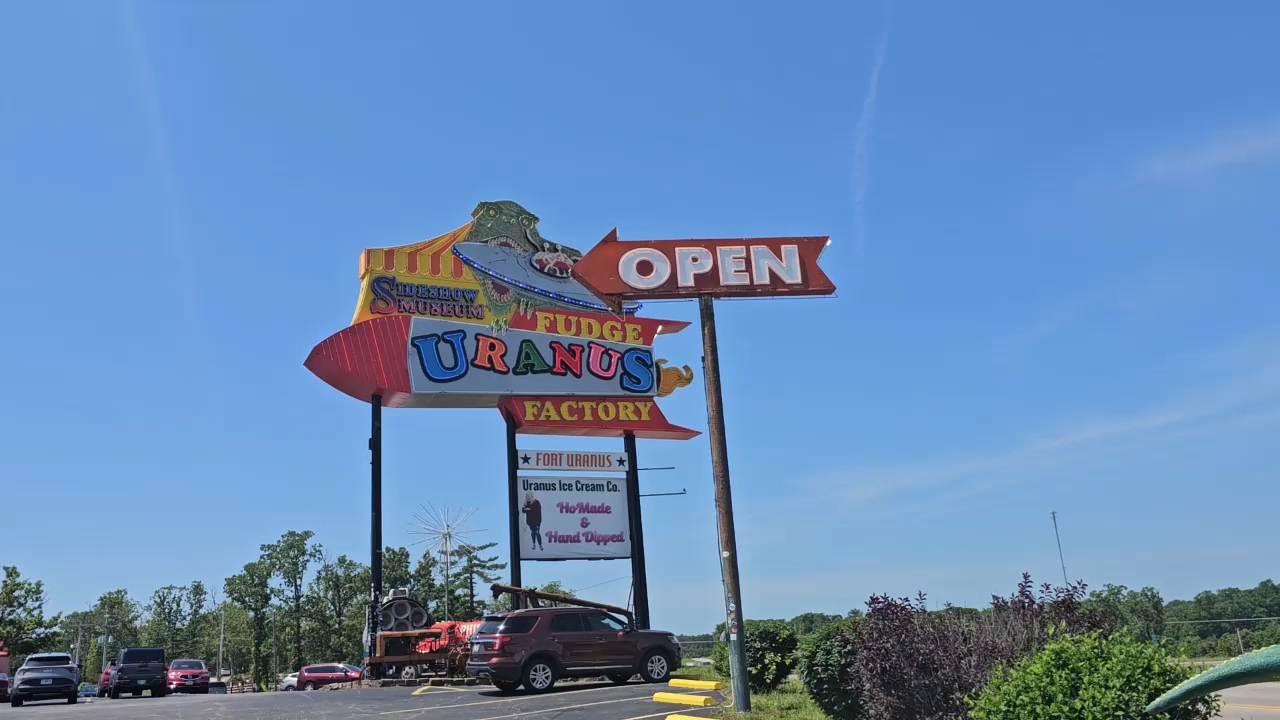 OPEN
SIDESHOW
MUSEUM
FUDGE
URANUS
FACTORY
FORT URANUS
Uranus Ice Cream Co.
HoMade
&
Hand Dipped